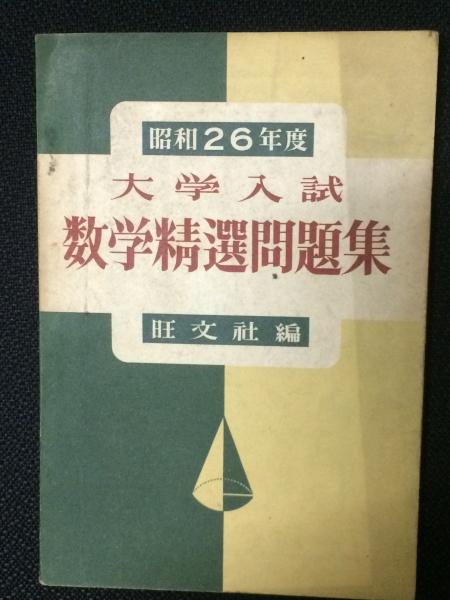 昭和26年度
大学入試
数学精選問題集
旺文社編